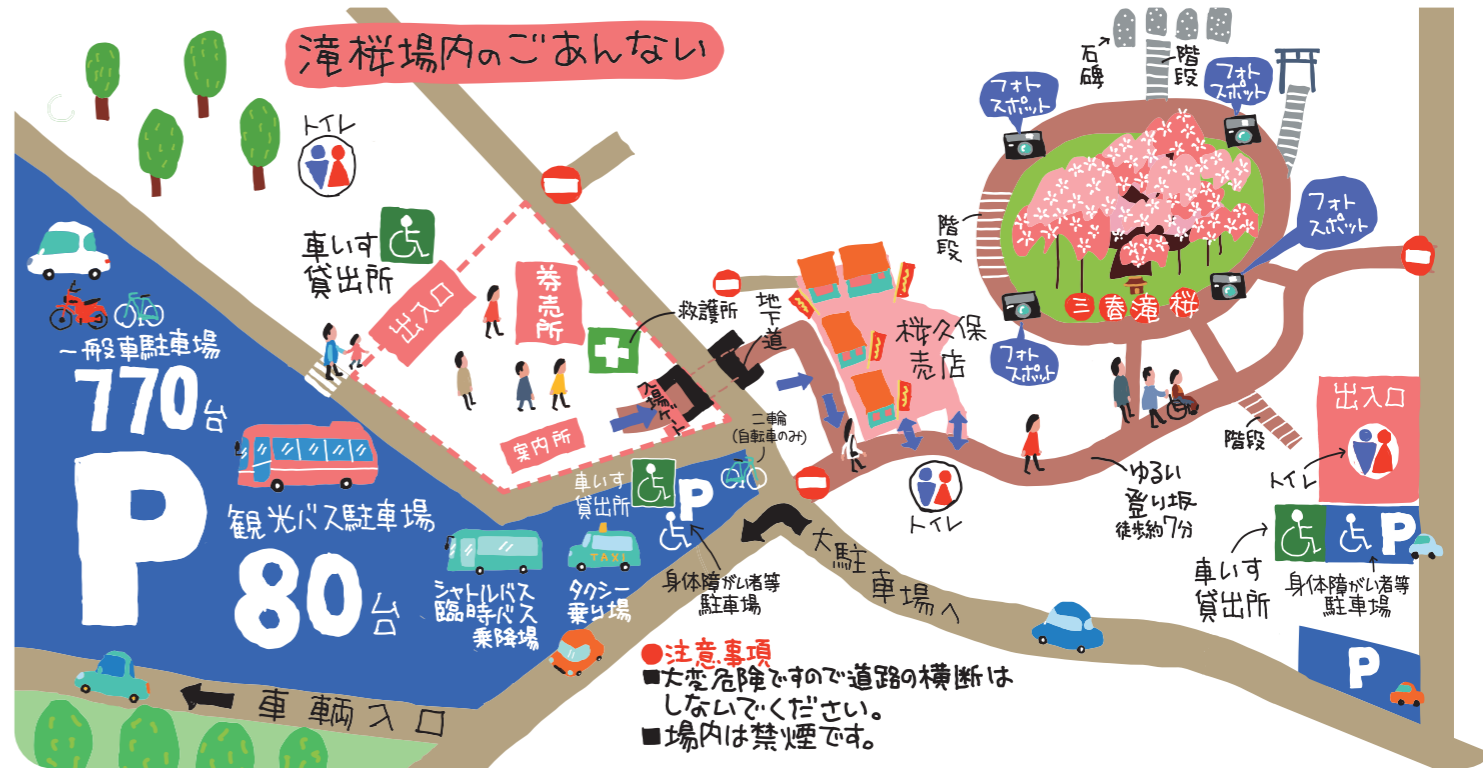 滝桜場内のごあんない
トイレ
車いす
貸出所
出入口
券売所
救護所
案内所
入場ゲート
地下道
二輪
(自転車のみ)
一般車駐車場
770台
P
観光バス駐車場
80台
シャトルバス
臨時バス
乗降場
TAXI
タクシー
乗り場
車いす
貸出所
P
身体障がい者等
駐車場
車輌入口
大駐車場へ
桜久保
売店
トイレ
石碑
階段
フォト
スポット
フォト
スポット
フォト
スポット
フォト
スポット
階段
三春滝桜
階段
ゆるい
登り坂
徒歩約7分
出入口
トイレ
車いす
貸出所
P
身体障がい者等
駐車場
P
●注意事項
■大変危険ですので道路の横断は
しないでください。
■場内は禁煙です。